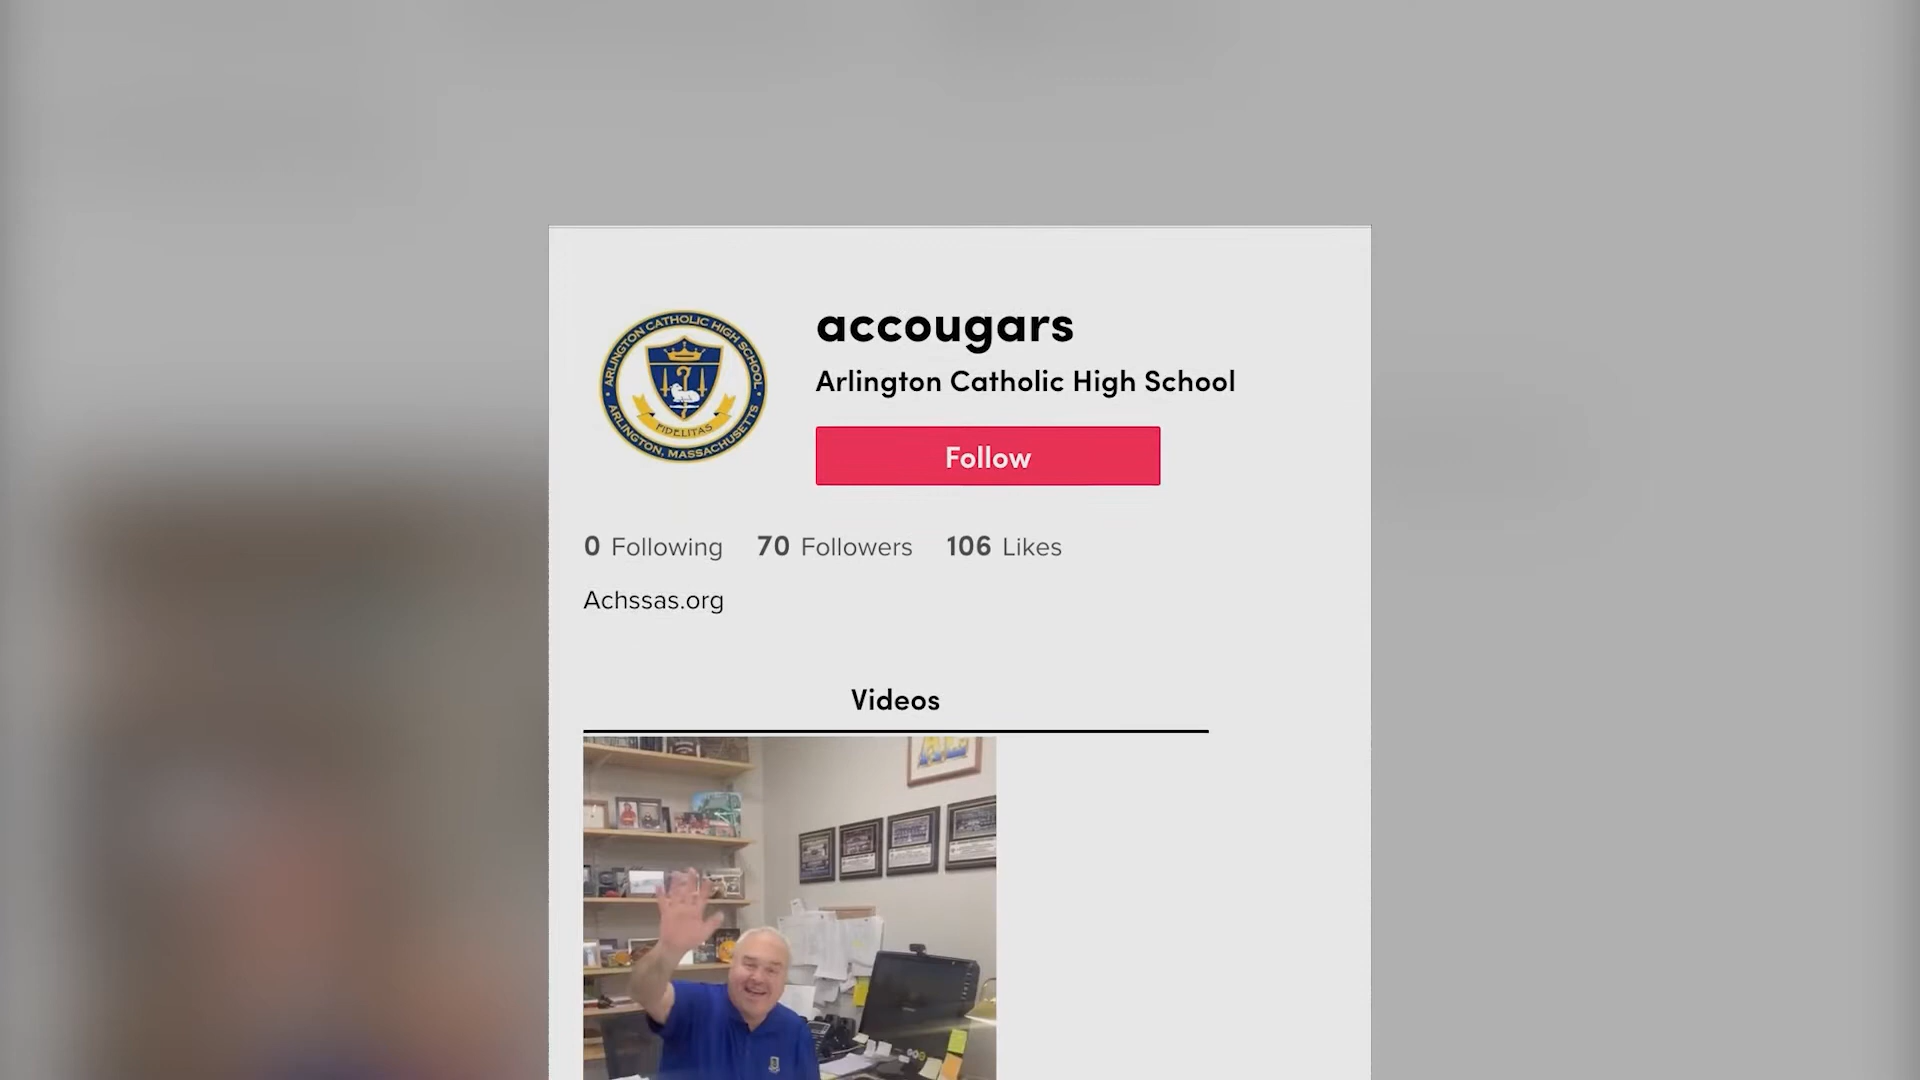 ARLINGTON CATHOLIC HIGH SCHOOL
ARLINGTON, MASSACHUSETTS
FIDELITAS
accougars
Arlington Catholic High School
Follow
0 Following 70 Followers 106 Likes
Achssas.org
Videos